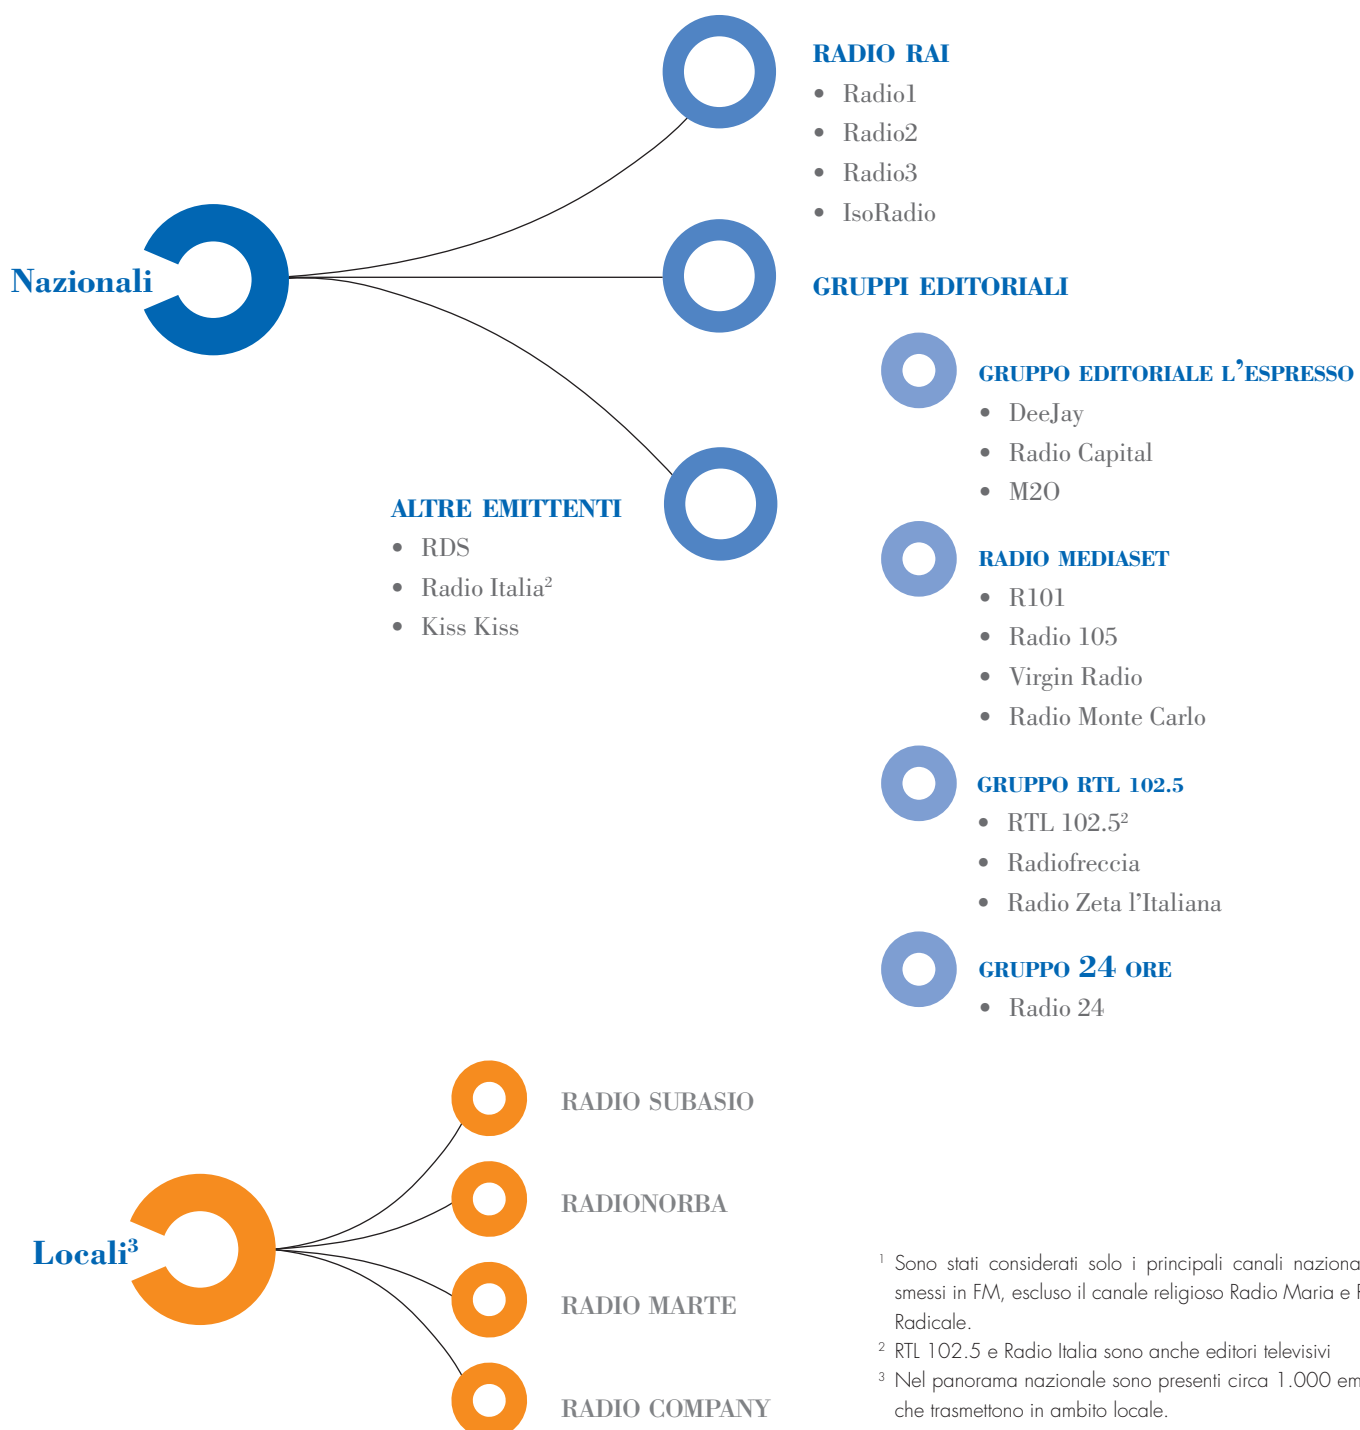 Nazionali
RADIO RAI
• Radio1
• Radio2
• Radio3
• IsoRadio
GRUPPI EDITORIALI
GRUPPO EDITORIALE L'ESPRESSO
• DeeJay
• Radio Capital
• M2O
RADIO MEDIASET
• R101
• Radio 105
• Virgin Radio
• Radio Monte Carlo
GRUPPO RTL 102.5
• RTL 102.5²
• Radiofreccia
• Radio Zeta l'Italiana
GRUPPO 24 ORE
• Radio 24
ALTRE EMITTENTI
• RDS
• Radio Italia²
• Kiss Kiss
Locali³
RADIO SUBASIO
RADIONORBA
RADIO MARTE
RADIO COMPANY
¹ Sono stati considerati solo i principali canali naziona
smessi in FM, escluso il canale religioso Radio Maria e
Radicale.
² RTL 102.5 e Radio Italia sono anche editori televisivi
³ Nel panorama nazionale sono presenti circa 1.000 em
che trasmettono in ambito locale.